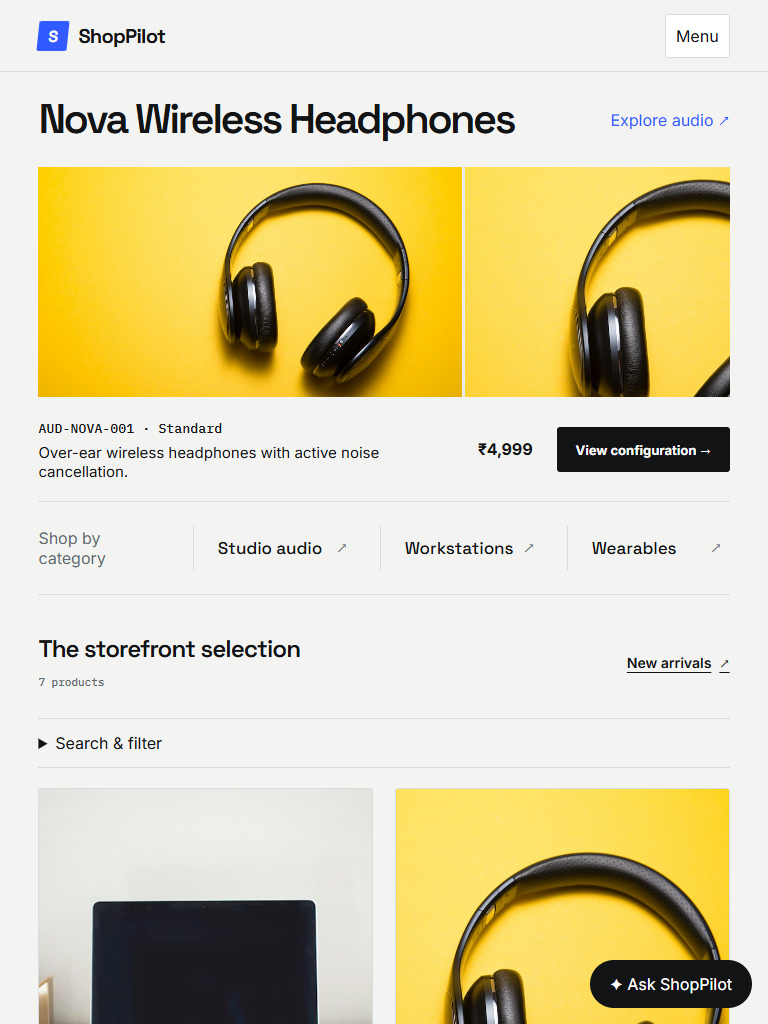 S ShopPilot
Menu
Nova Wireless Headphones
Explore audio ↗
AUD-NOVA-001 · Standard
Over-ear wireless headphones with active noise
cancellation.
₹4,999
View configuration →
Shop by
category
Studio audio ↗
Workstations ↗
Wearables ↗
The storefront selection
7 products
New arrivals ↗
▶ Search & filter
✦ Ask ShopPilot